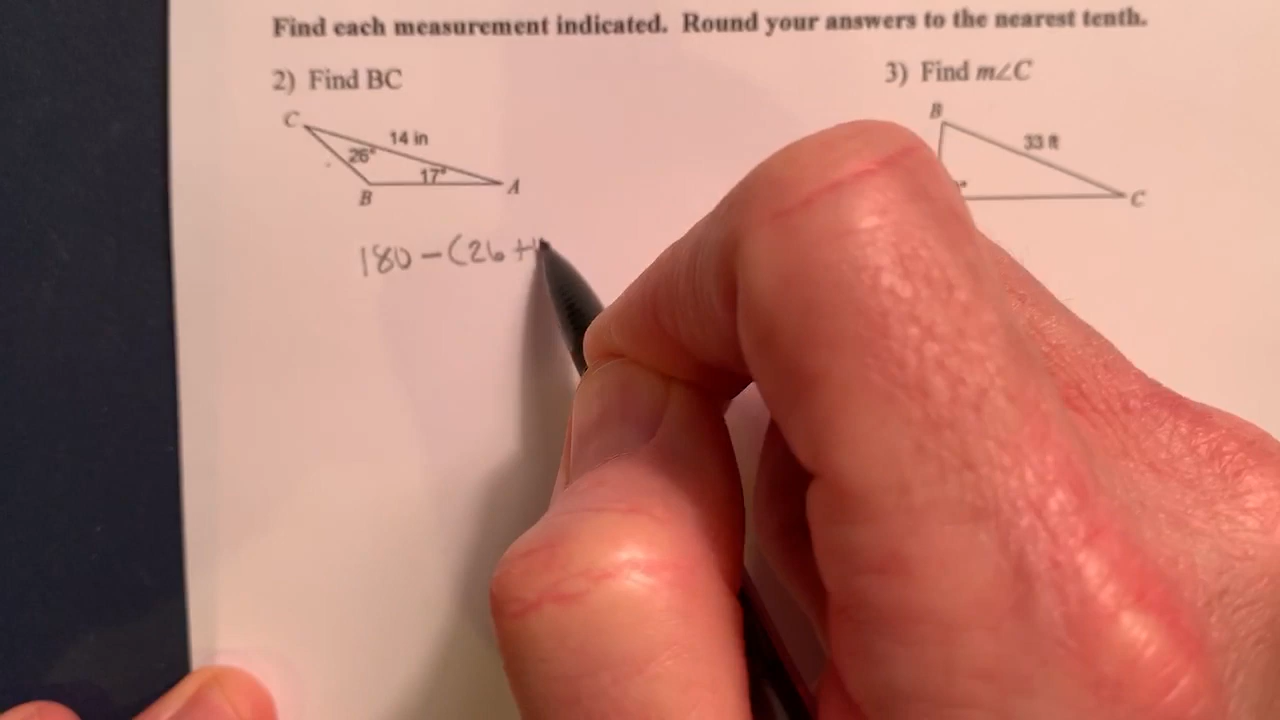 Find each measurement indicated. Round your answers to the nearest tenth.
2) Find BC
3) Find m∠C
C
14 in
26°
17°
A
B
B
33 ft
C
180 - (26 +